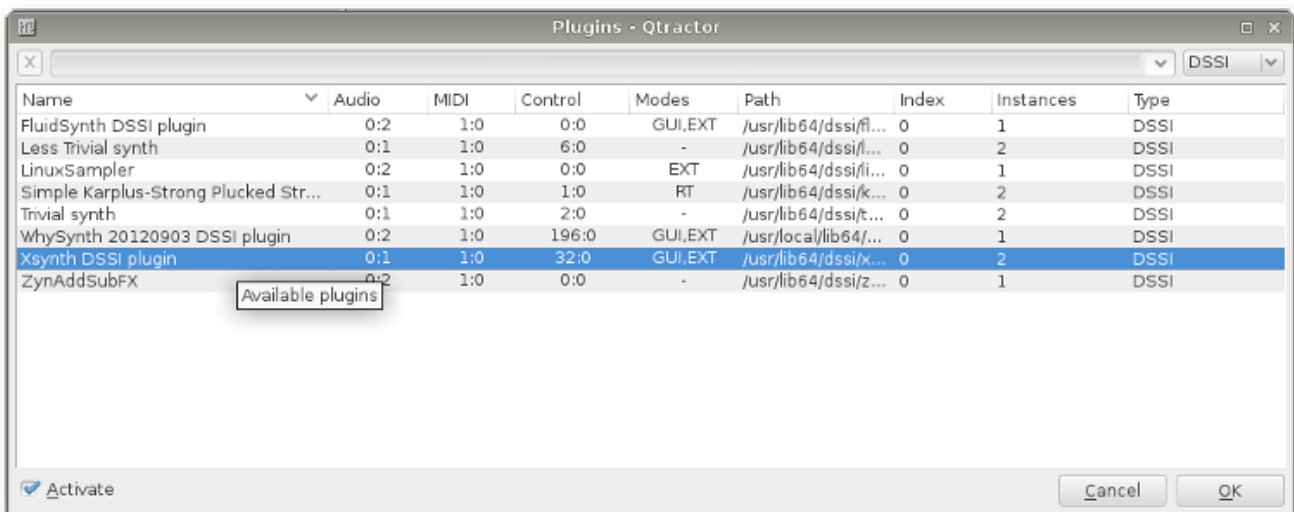 Plugins - Qtractor
X DSSI
Name Audio MIDI Control Modes Path Index Instances Type
FluidSynth DSSI plugin 0:2 1:0 0:0 GUI,EXT /usr/lib64/dssi/fl... 0 1 DSSI
Less Trivial synth 0:1 1:0 6:0 - /usr/lib64/dssi/l... 0 2 DSSI
LinuxSampler 0:2 1:0 0:0 EXT /usr/lib64/dssi/li... 0 1 DSSI
Simple Karplus-Strong Plucked Str... 0:1 1:0 1:0 RT /usr/lib64/dssi/k... 0 2 DSSI
Trivial synth 0:1 1:0 2:0 - /usr/lib64/dssi/t... 0 2 DSSI
WhySynth 20120903 DSSI plugin 0:2 1:0 196:0 GUI,EXT /usr/local/lib64/... 0 1 DSSI
Xsynth DSSI plugin 0:1 1:0 32:0 GUI,EXT /usr/lib64/dssi/x... 0 2 DSSI
ZynAddSubFX 0:2 1:0 0:0 - /usr/lib64/dssi/z... 0 1 DSSI
Available plugins
Activate Cancel OK